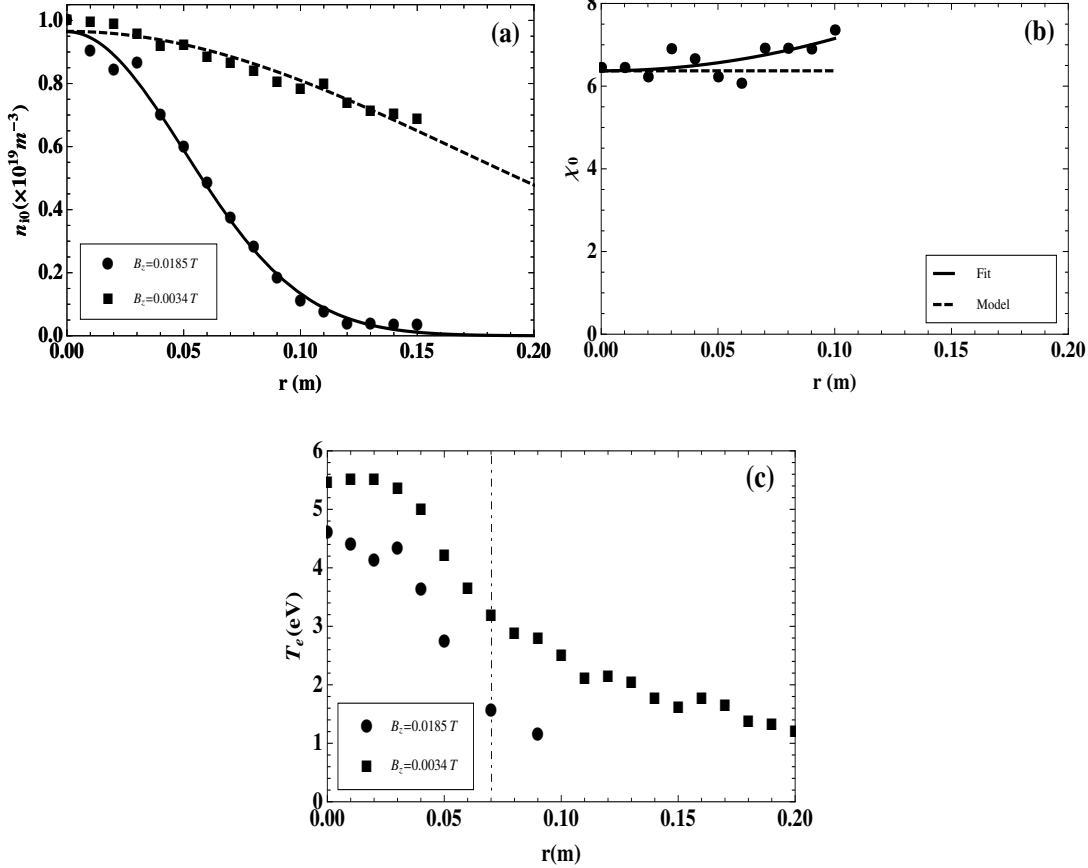 (a)
1.0
0.8
0.6
0.4
0.2
0.0
n_{i0}(×10^{19}m^{−3})
B_z=0.0185 T
B_z=0.0034 T
0.00 0.05 0.10 0.15 0.20
r (m)
(b)
8
6
4
2
0
χ_0
Fit
Model
0.00 0.05 0.10 0.15 0.20
r (m)
(c)
6
5
4
3
2
1
0
T_e(eV)
B_z=0.0185 T
B_z=0.0034 T
0.00 0.05 0.10 0.15 0.20
r(m)